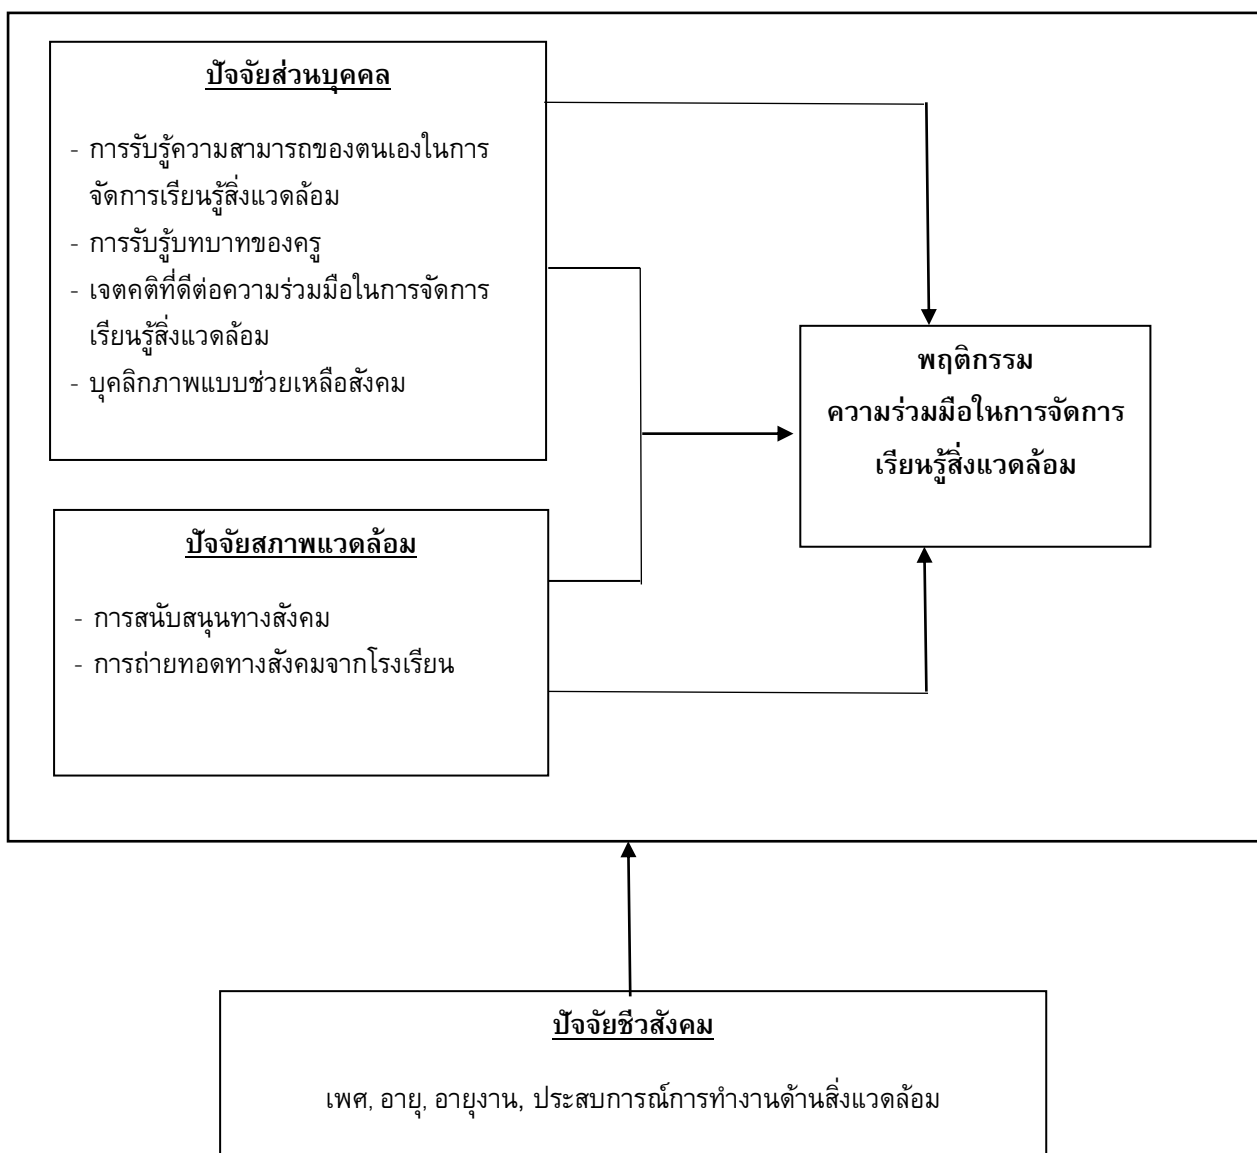 ปัจจัยส่วนบุคคล
- การรับรู้ความสามารถของตนเองในการ
จัดการเรียนรู้สิ่งแวดล้อม
- การรับรู้บทบาทของครู
- เจตคติที่ดีต่อความร่วมมือในการจัดการ
เรียนรู้สิ่งแวดล้อม
- บุคลิกภาพแบบช่วยเหลือสังคม
พฤติกรรม
ความร่วมมือในการจัดการ
เรียนรู้สิ่งแวดล้อม
ปัจจัยสภาพแวดล้อม
- การสนับสนุนทางสังคม
- การถ่ายทอดทางสังคมจากโรงเรียน
ปัจจัยชีวสังคม
เพศ, อายุ, อายุงาน, ประสบการณ์การทำงานด้านสิ่งแวดล้อม